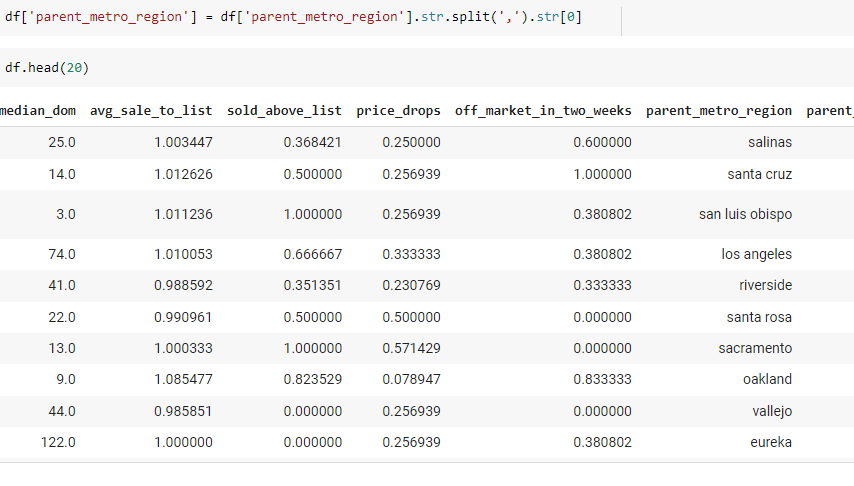 df['parent_metro_region'] = df['parent_metro_region'].str.split(',').str[0]
df.head(20)
median_dom avg_sale_to_list sold_above_list price_drops off_market_in_two_weeks parent_metro_region parent_
25.0 1.003447 0.368421 0.250000 0.600000 salinas
14.0 1.012626 0.500000 0.256939 1.000000 santa cruz
3.0 1.011236 1.000000 0.256939 0.380802 san luis obispo
74.0 1.010053 0.666667 0.333333 0.380802 los angeles
41.0 0.988592 0.351351 0.230769 0.333333 riverside
22.0 0.990961 0.500000 0.500000 0.000000 santa rosa
13.0 1.000333 1.000000 0.571429 0.000000 sacramento
9.0 1.085477 0.823529 0.078947 0.833333 oakland
44.0 0.985851 0.000000 0.256939 0.000000 vallejo
122.0 1.000000 0.000000 0.256939 0.380802 eureka